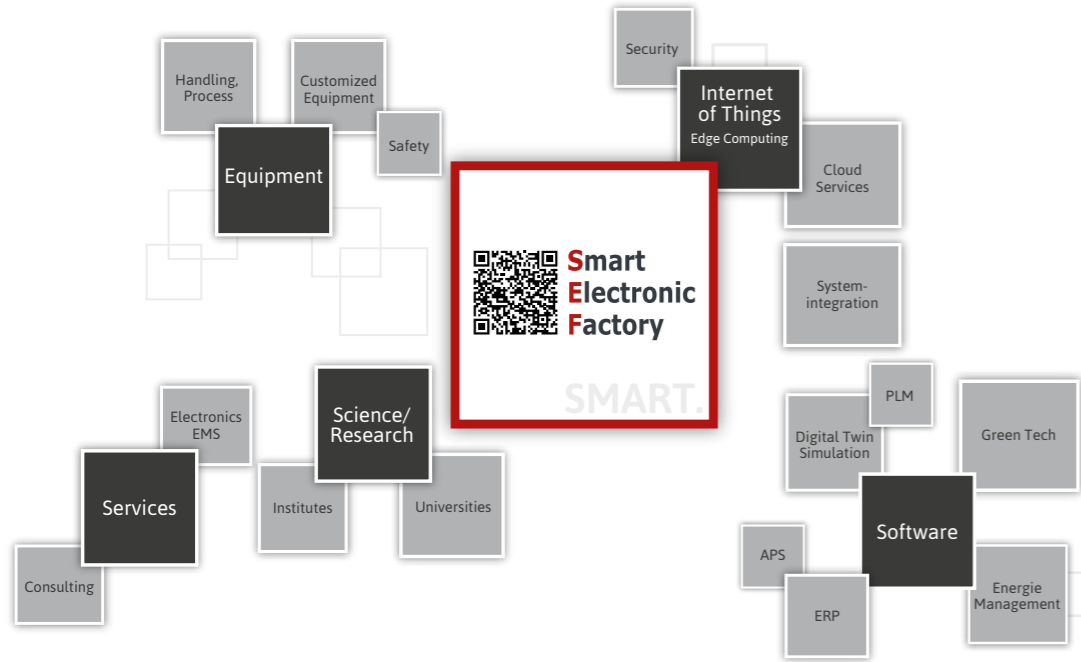 Handling,
Process
Customized
Equipment
Safety
Equipment
Security
Internet
of Things
Edge Computing
Cloud
Services
System-
integration
Smart
Electronic
Factory
SMART.
Electronics
EMS
Services
Consulting
Science/
Research
Institutes
Universities
PLM
Digital Twin
Simulation
Green Tech
Software
APS
ERP
Energie
Management